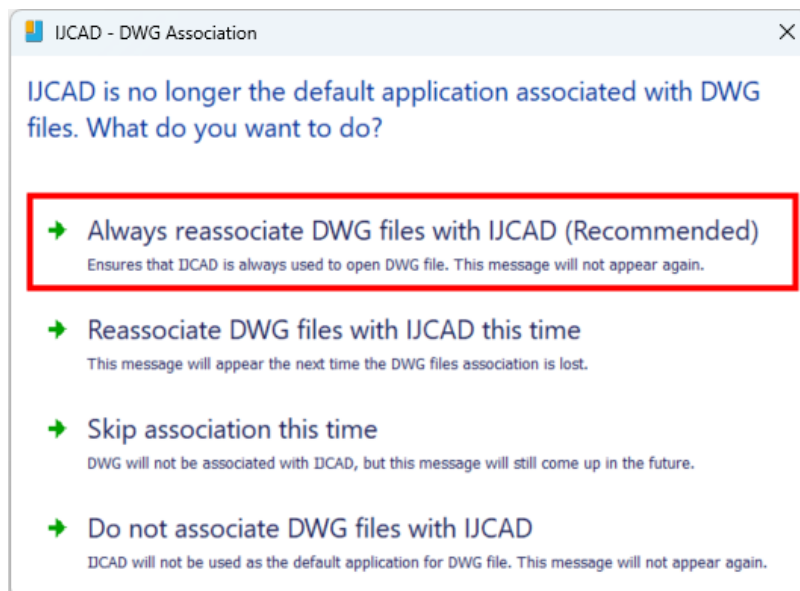 IJCAD - DWG Association
IJCAD is no longer the default application associated with DWG
files. What do you want to do?
Always reassociate DWG files with IJCAD (Recommended)
Ensures that IJCAD is always used to open DWG file. This message will not appear again.
Reassociate DWG files with IJCAD this time
This message will appear the next time the DWG files association is lost.
Skip association this time
DWG will not be associated with IJCAD, but this message will still come up in the future.
Do not associate DWG files with IJCAD
IJCAD will not be used as the default application for DWG file. This message will not appear again.